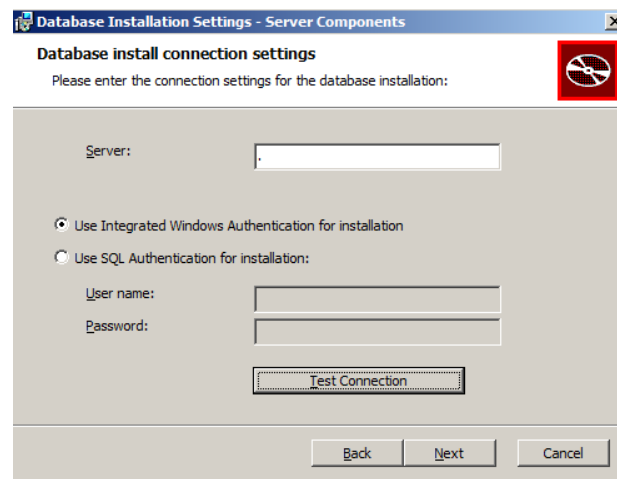 Database Installation Settings - Server Components
Database install connection settings
Please enter the connection settings for the database installation:
Server:
.
Use Integrated Windows Authentication for installation
Use SQL Authentication for installation:
User name:
Password:
Test Connection
Back Next Cancel